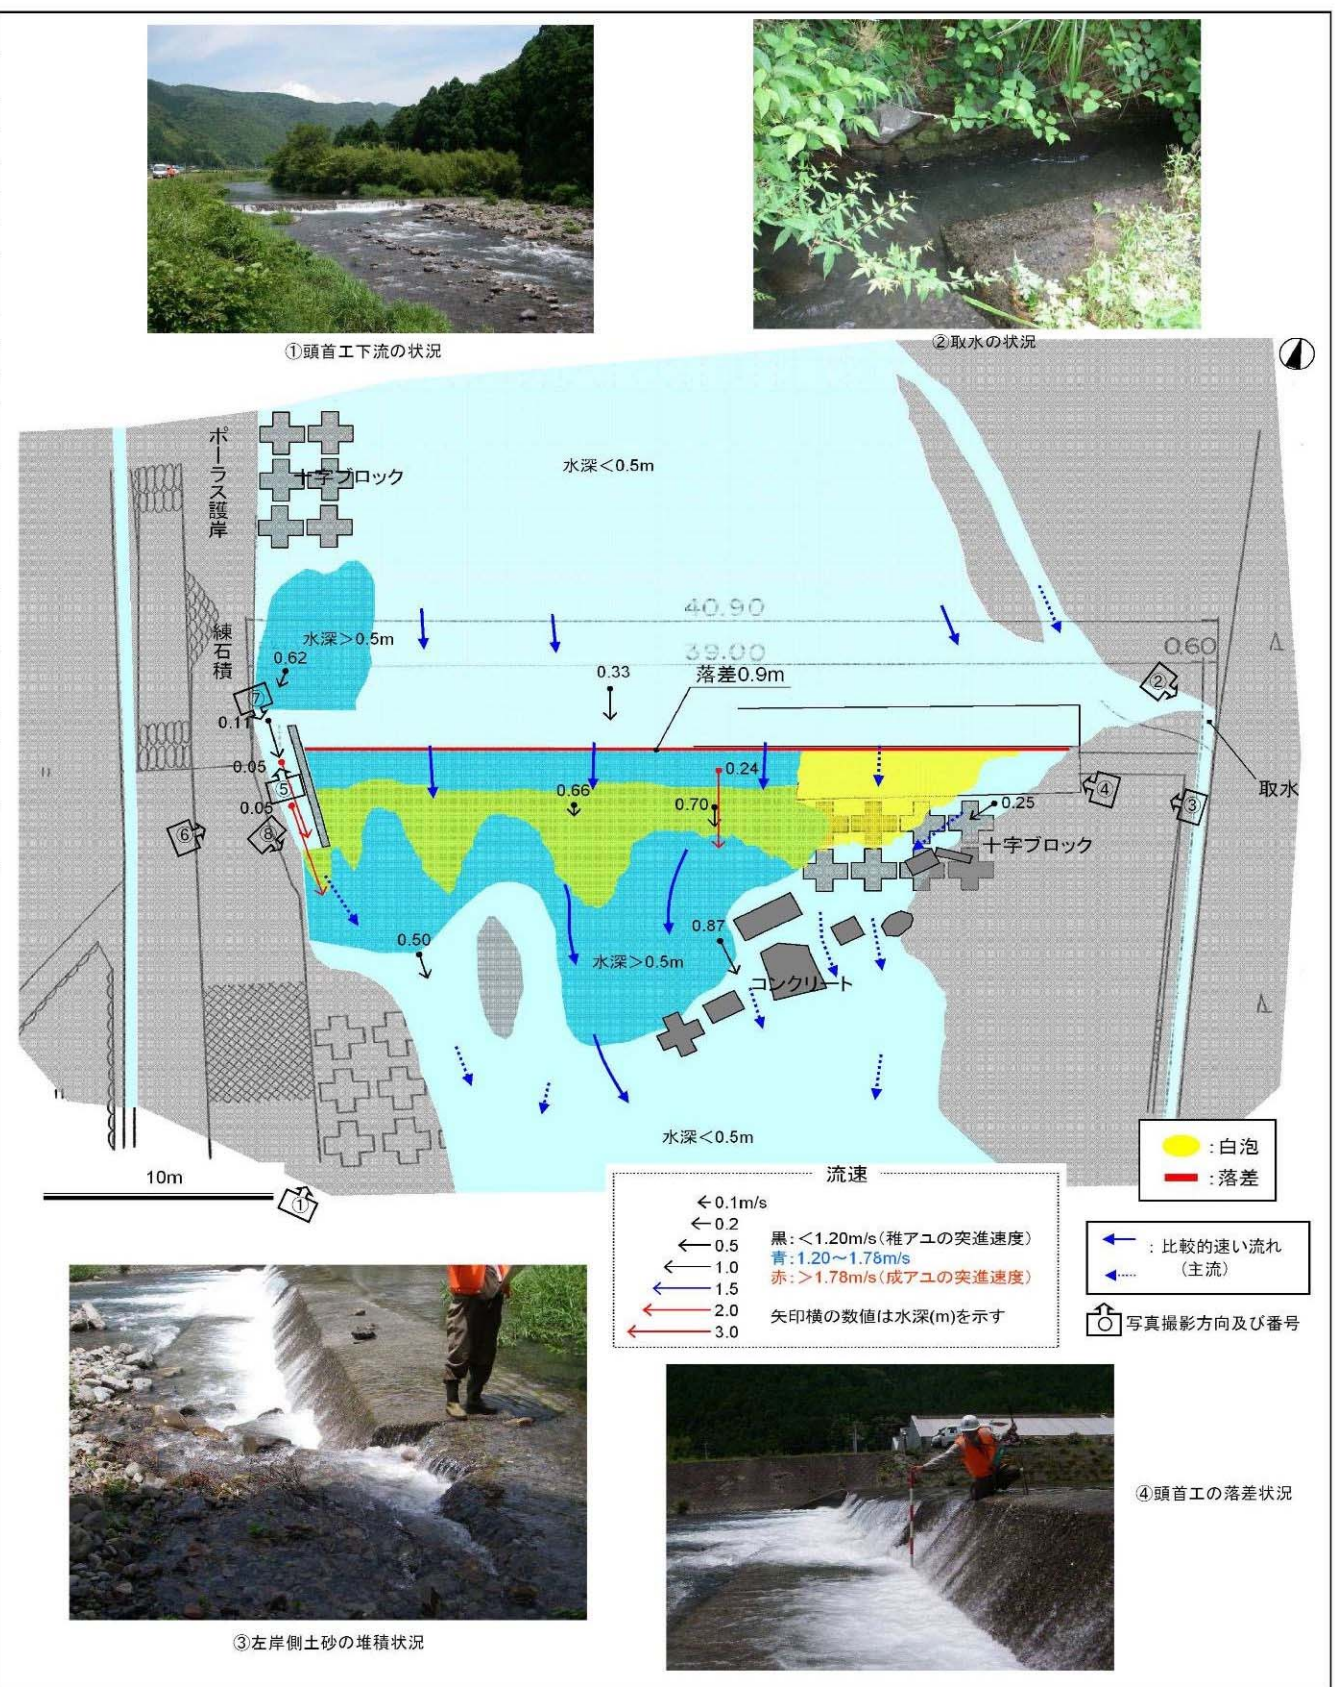 ①頭首工下流の状況
②取水の状況
ポーラス護岸
十字ブロック
水深<0.5m
40.90
39.00
0.60
練石積
水深>0.5m
0.62
0.33
落差0.9m
⑦
②
0.11
0.05
⑤
0.05
⑥
⑧
0.66
0.70
0.24
0.25
④
③
取水
十字ブロック
0.50
0.87
水深>0.5m
コンクリート
水深<0.5m
10m
①
:白泡
:落差
流速
0.1m/s
0.2
0.5
1.0
1.5
2.0
3.0
黒:<1.20m/s(稚アユの突進速度)
青:1.20~1.78m/s
赤:>1.78m/s(成アユの突進速度)
矢印横の数値は水深(m)を示す
:比較的速い流れ
(主流)
写真撮影方向及び番号
③左岸側土砂の堆積状況
④頭首工の落差状況